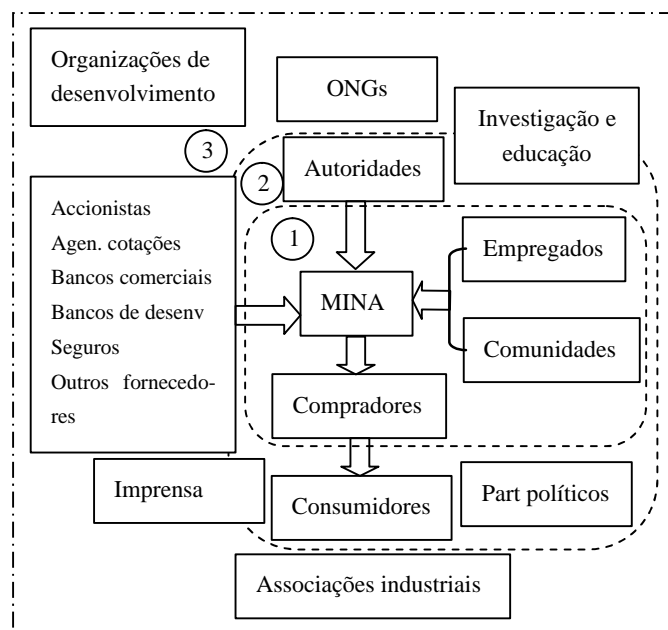 Organizações de
desenvolvimento
ONGs
Investigação e
educação
3
2
Autoridades
Accionistas
Agen. cotações
Bancos comerciais
Bancos de desenv
Seguros
Outros fornecedo-
res
1
Empregados
MINA
Comunidades
Compradores
Imprensa
Consumidores
Part políticos
Associações industriais